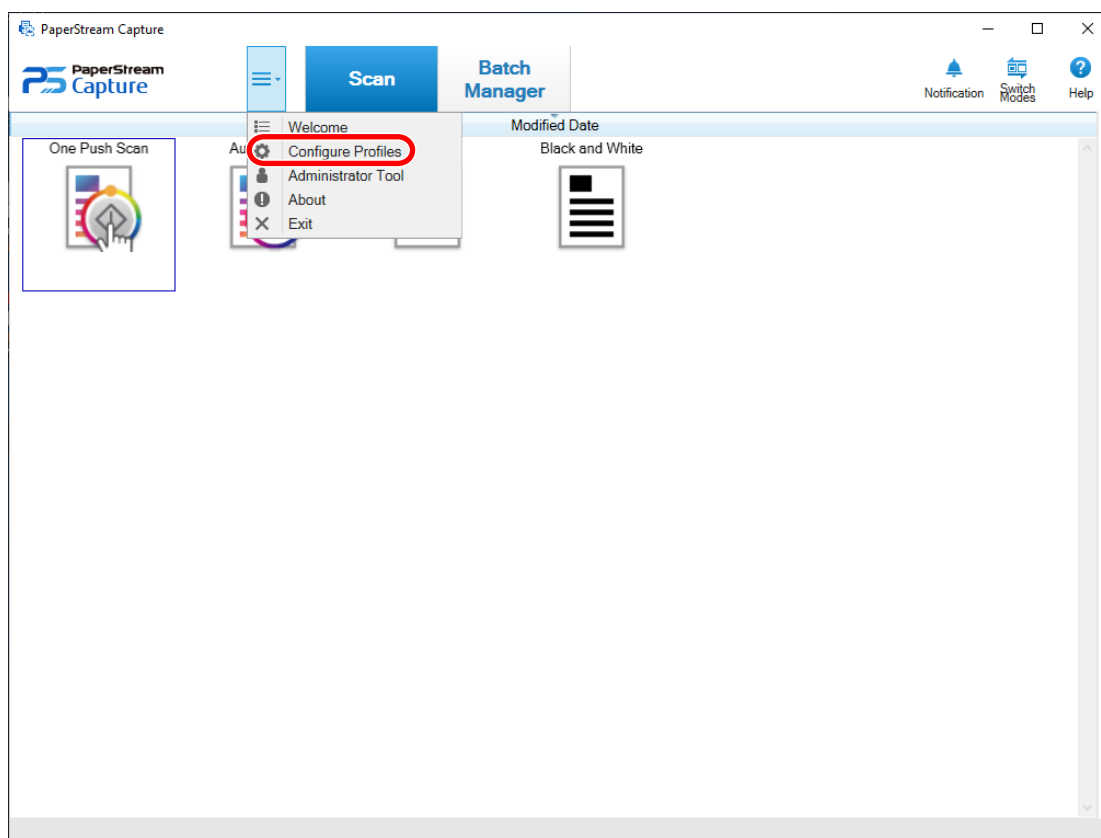 PaperStream Capture
PaperStream
Capture
Scan
Batch
Manager
Notification
Switch
Modes
Help
Modified Date
Welcome
Configure Profiles
Administrator Tool
About
Exit
One Push Scan
Au
Black and White